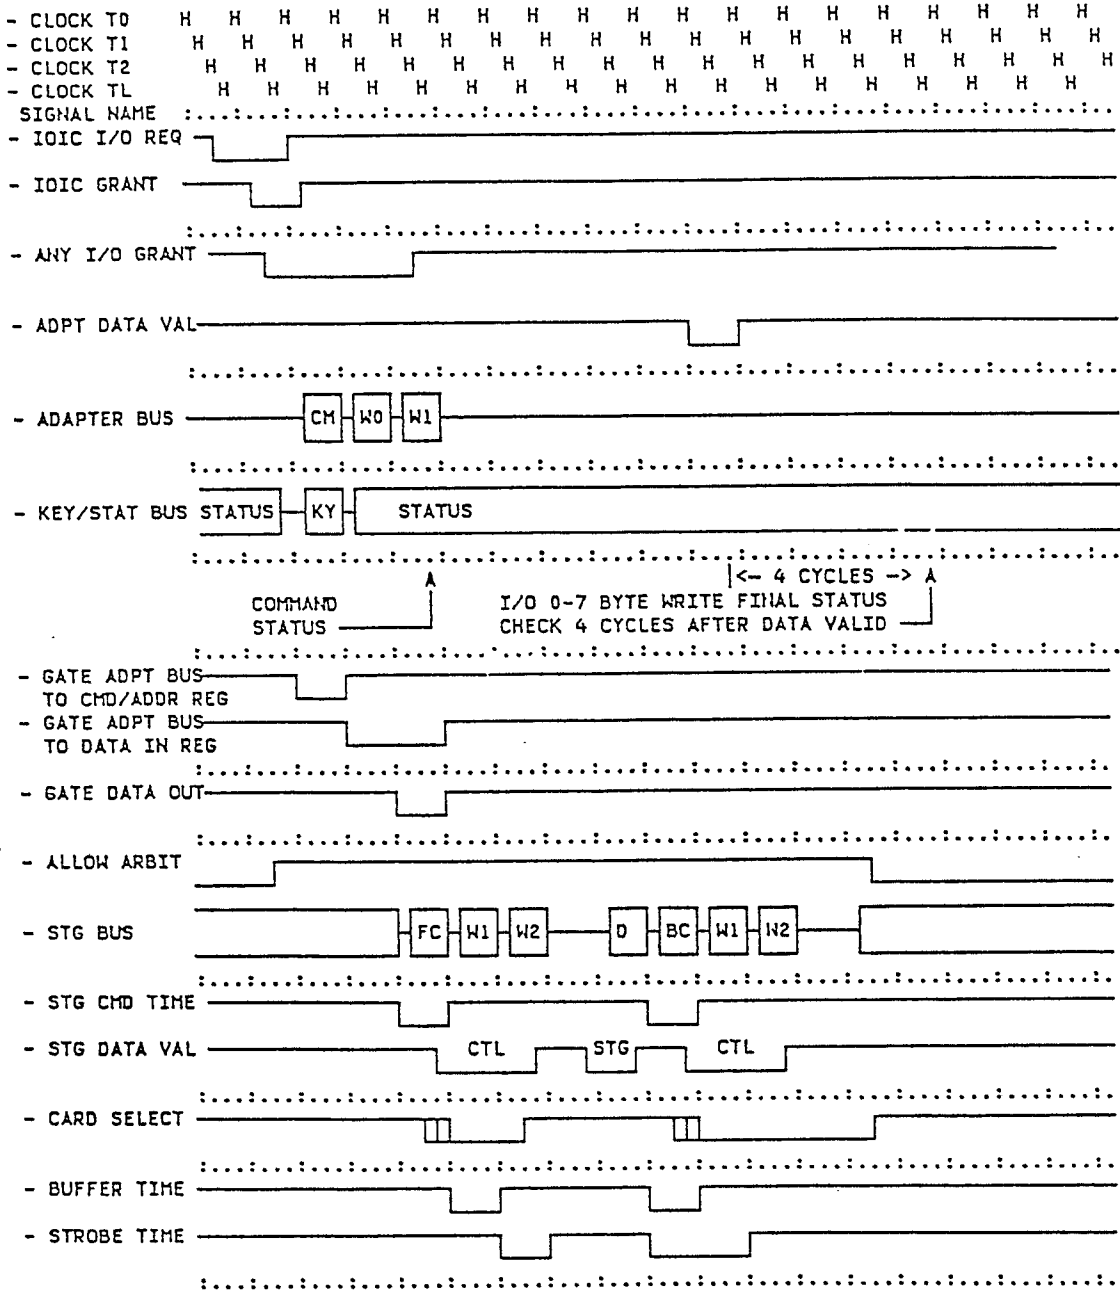 - CLOCK T0 H H H H H H H H H H H H H H H H H H H
- CLOCK T1 H H H H H H H H H H H H H H H H H H H
- CLOCK T2 H H H H H H H H H H H H H H H H H H H
- CLOCK TL H H H H H H H H H H H H H H H H H H
SIGNAL NAME
- IOIC I/O REQ
- IOIC GRANT
- ANY I/O GRANT
- ADPT DATA VAL
- ADAPTER BUS CM W0 W1
- KEY/STAT BUS STATUS KY STATUS
|<- 4 CYCLES ->
COMMAND I/O 0-7 BYTE WRITE FINAL STATUS
STATUS CHECK 4 CYCLES AFTER DATA VALID
- GATE ADPT BUS
TO CMD/ADDR REG
- GATE ADPT BUS
TO DATA IN REG
- GATE DATA OUT
- ALLOW ARBIT
- STG BUS FC W1 W2 D BC W1 W2
- STG CMD TIME
- STG DATA VAL CTL STG CTL
- CARD SELECT
- BUFFER TIME
- STROBE TIME